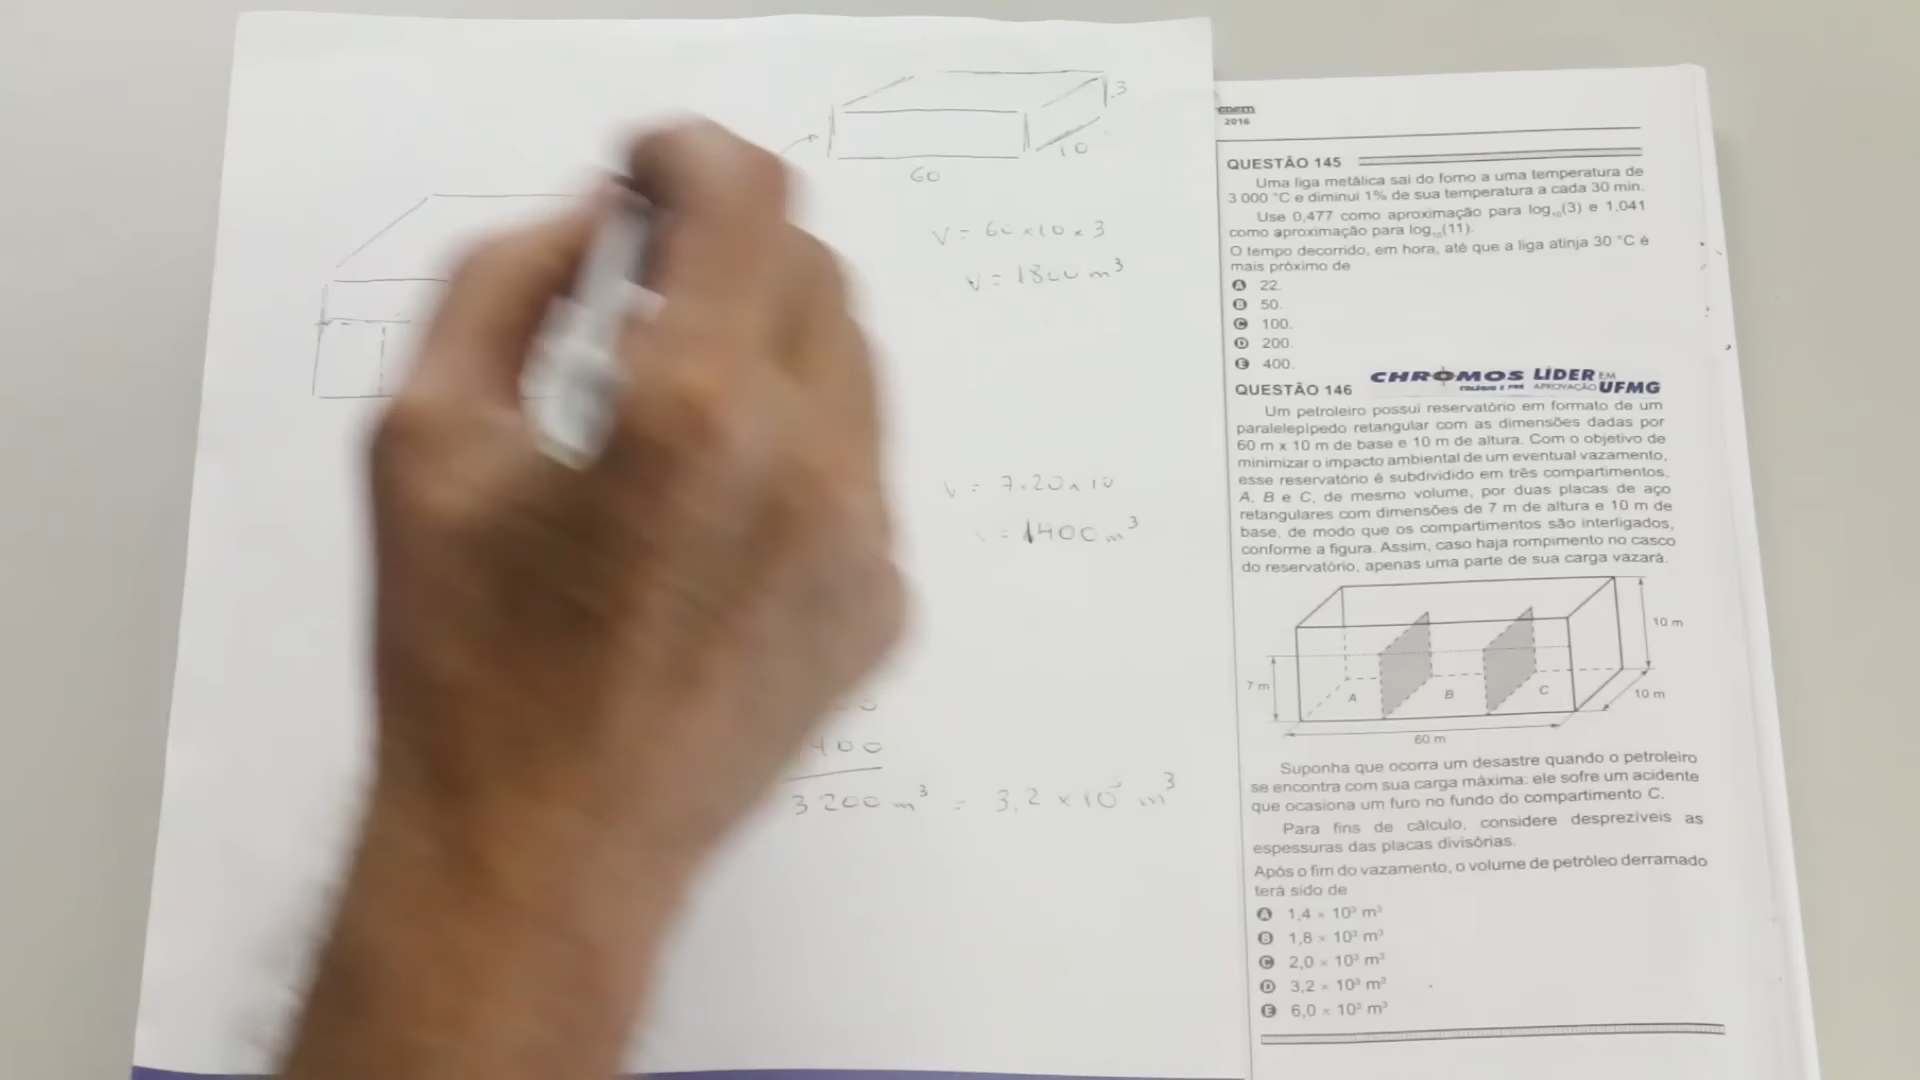 3
10
60
V = 60 x 10 x 3
V = 1800 m³
V = 7.20 x 10
= 1400 m³
400
3200 m³ = 3,2 x 10 m³
enem
2016
QUESTÃO 145
Uma liga metálica sai do forno a uma temperatura de
3 000 °C e diminui 1% de sua temperatura a cada 30 min.
Use 0,477 como aproximação para log₁₀(3) e 1,041
como aproximação para log₁₀(11).
O tempo decorrido, em hora, até que a liga atinja 30 °C é
mais próximo de
A 22.
B 50.
C 100.
D 200.
E 400.
CHROMOS LÍDER EM
COLÉGIO E PRÉ APROVAÇÃO UFMG
QUESTÃO 146
Um petroleiro possui reservatório em formato de um
paralelepípedo retangular com as dimensões dadas por
60 m x 10 m de base e 10 m de altura. Com o objetivo de
minimizar o impacto ambiental de um eventual vazamento,
esse reservatório é subdividido em três compartimentos,
A, B e C, de mesmo volume, por duas placas de aço
retangulares com dimensões de 7 m de altura e 10 m de
base, de modo que os compartimentos são interligados,
conforme a figura. Assim, caso haja rompimento no casco
do reservatório, apenas uma parte de sua carga vazará.
10 m
7 m
A
B
C
10 m
60 m
Suponha que ocorra um desastre quando o petroleiro
se encontra com sua carga máxima: ele sofre um acidente
que ocasiona um furo no fundo do compartimento C.
Para fins de cálculo, considere desprezíveis as
espessuras das placas divisórias.
Após o fim do vazamento, o volume de petróleo derramado
terá sido de
A 1,4 × 10³ m³
B 1,8 × 10³ m³
C 2,0 × 10³ m³
D 3,2 × 10³ m³
E 6,0 × 10³ m³